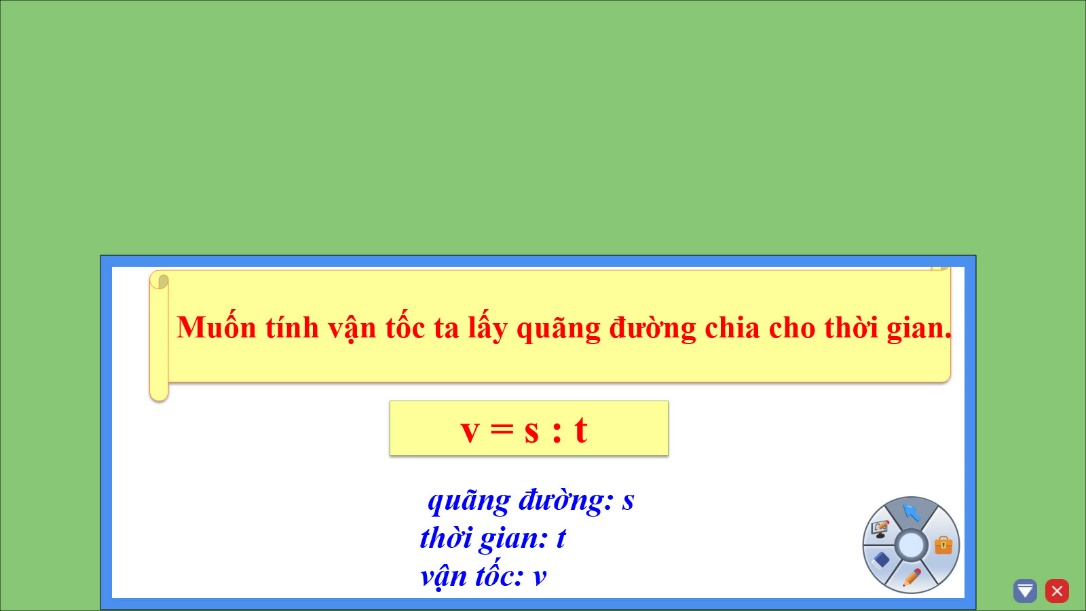 Muốn tính vận tốc ta lấy quãng đường chia cho thời gian.
v = s : t
quãng đường: s
thời gian: t
vận tốc: v